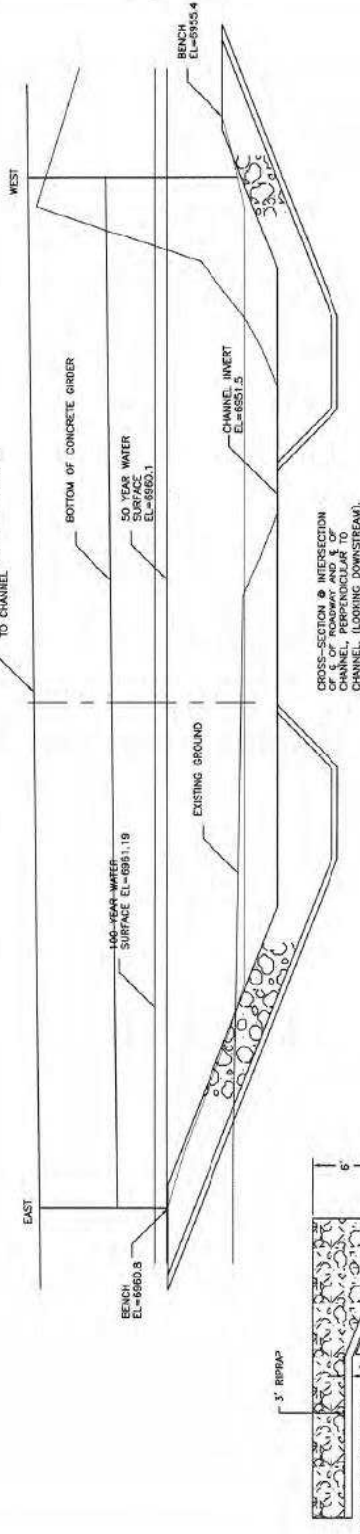 TO CHANNEL
EAST
WEST
BOTTOM OF CONCRETE GIRDER
100-YEAR WATER
SURFACE EL=6961.19
50 YEAR WATER
SURFACE
EL=6960.1
BENCH
EL=6960.8
BENCH
EL=6955.4
EXISTING GROUND
CHANNEL INVERT
EL=6951.5
CROSS-SECTION @ INTERSECTION
OF ℄ OF ROADWAY AND ℄ OF
CHANNEL, PERPENDICULAR TO
CHANNEL (LOOKING DOWNSTREAM).
3' RIPRAP
6'